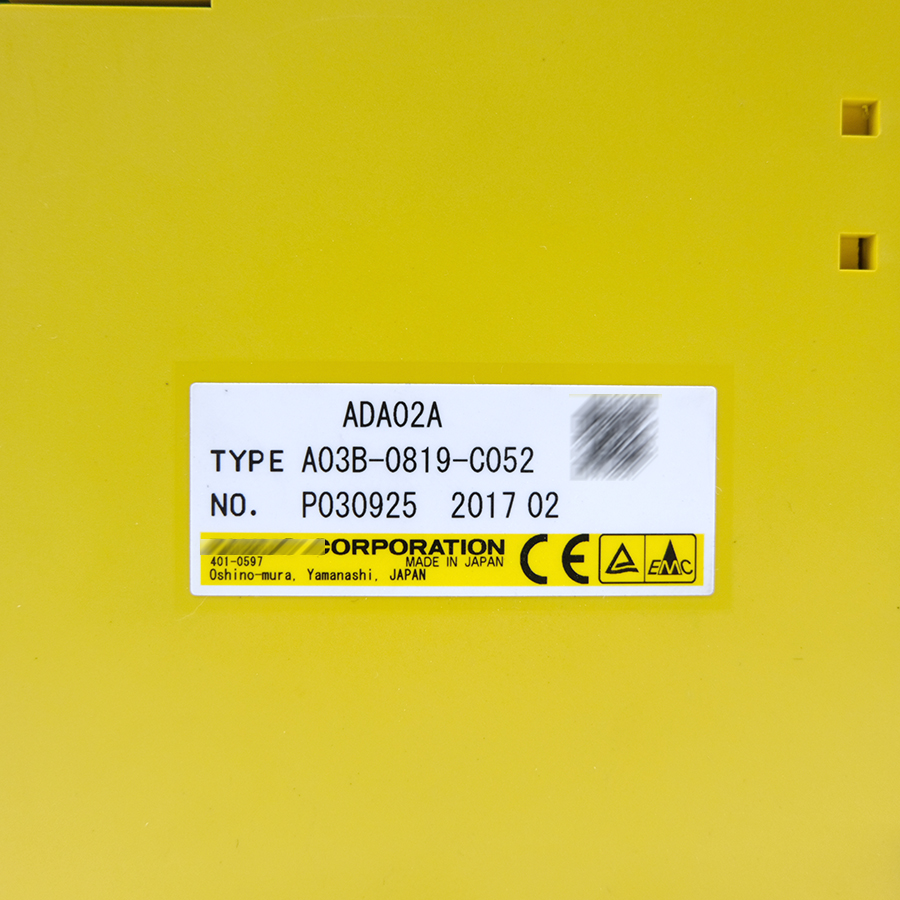 ADA02A
TYPE A03B-0819-C052
NO. P030925 2017 02
CORPORATION
MADE IN JAPAN
401-0597
Oshino-mura, Yamanashi, JAPAN
CE
EMC